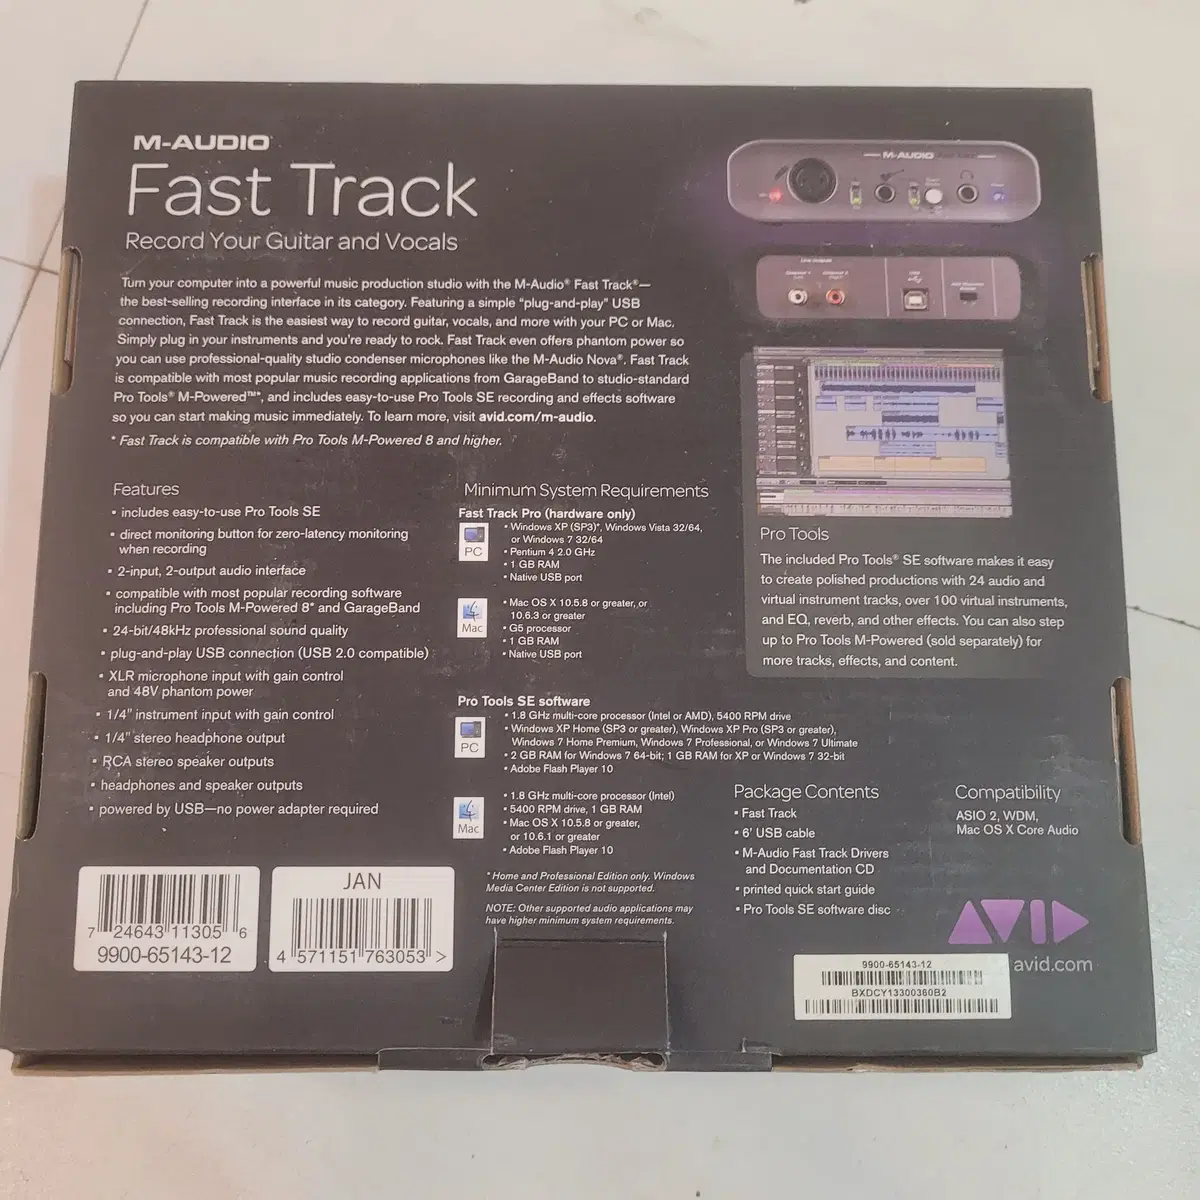 M-AUDIO
Fast Track
Record Your Guitar and Vocals
Turn your computer into a powerful music production studio with the M-Audio® Fast Track®—
the best-selling recording interface in its category. Featuring a simple “plug-and-play” USB
connection, Fast Track is the easiest way to record guitar, vocals, and more with your PC or Mac.
Simply plug in your instruments and you’re ready to rock. Fast Track even offers phantom power so
you can use professional-quality studio condenser microphones like the M-Audio Nova®. Fast Track
is compatible with most popular music recording applications from GarageBand to studio-standard
Pro Tools® M-Powered™*, and includes easy-to-use Pro Tools SE recording and effects software
so you can start making music immediately. To learn more, visit avid.com/m-audio.
* Fast Track is compatible with Pro Tools M-Powered 8 and higher.
Features
• includes easy-to-use Pro Tools SE
• direct monitoring button for zero-latency monitoring
when recording
• 2-input, 2-output audio interface
• compatible with most popular recording software
including Pro Tools M-Powered 8* and GarageBand
• 24-bit/48kHz professional sound quality
• plug-and-play USB connection (USB 2.0 compatible)
• XLR microphone input with gain control
and 48V phantom power
• 1/4" instrument input with gain control
• 1/4" stereo headphone output
• RCA stereo speaker outputs
• headphones and speaker outputs
• powered by USB—no power adapter required
Minimum System Requirements
Fast Track Pro (hardware only)
PC
• Windows XP (SP3)*, Windows Vista 32/64,
or Windows 7 32/64
• Pentium 4 2.0 GHz
• 1 GB RAM
• Native USB port
Mac
• Mac OS X 10.5.8 or greater, or
10.6.3 or greater
• G5 processor
• 1 GB RAM
• Native USB port
Pro Tools SE software
PC
• 1.8 GHz multi-core processor (Intel or AMD), 5400 RPM drive
• Windows XP Home (SP3 or greater), Windows XP Pro (SP3 or greater),
Windows 7 Home Premium, Windows 7 Professional, or Windows 7 Ultimate
• 2 GB RAM for Windows 7 64-bit; 1 GB RAM for XP or Windows 7 32-bit
• Adobe Flash Player 10
Mac
• 1.8 GHz multi-core processor (Intel)
• 5400 RPM drive, 1 GB RAM
• Mac OS X 10.5.8 or greater,
or 10.6.1 or greater
• Adobe Flash Player 10
* Home and Professional Edition only. Windows
Media Center Edition is not supported.
NOTE: Other supported audio applications may
have higher minimum system requirements.
M-AUDIO
Line Outputs
USB
Pro Tools
The included Pro Tools® SE software makes it easy
to create polished productions with 24 audio and
virtual instrument tracks, over 100 virtual instruments,
and EQ, reverb, and other effects. You can also step
up to Pro Tools M-Powered (sold separately) for
more tracks, effects, and content.
Package Contents
• Fast Track
• 6' USB cable
• M-Audio Fast Track Drivers
and Documentation CD
• printed quick start guide
• Pro Tools SE software disc
Compatibility
ASIO 2, WDM,
Mac OS X Core Audio
AVID
avid.com
7 24643 11305 6
9900-65143-12
JAN
4 571151 763053 >
9900-65143-12
BXDCY13300360B2